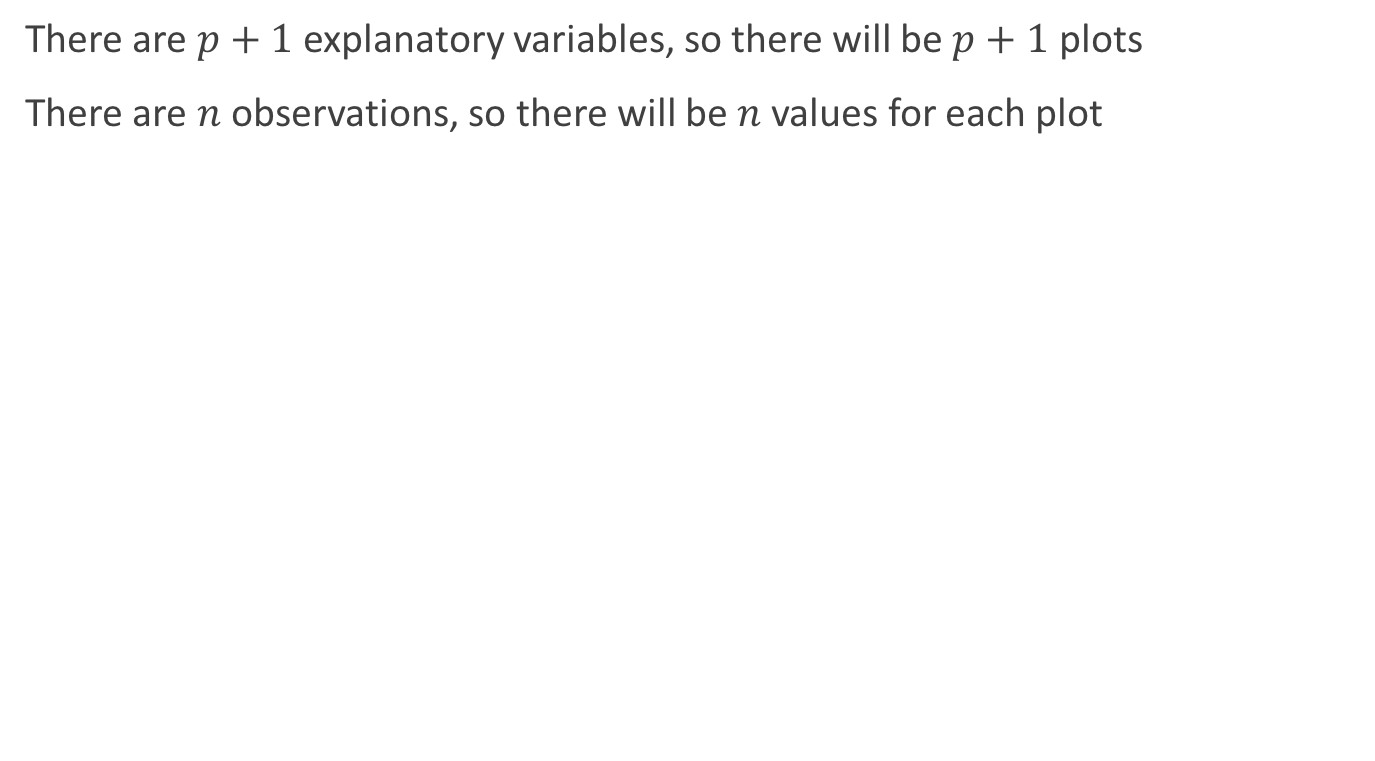 There are p + 1 explanatory variables, so there will be p + 1 plots
There are n observations, so there will be n values for each plot